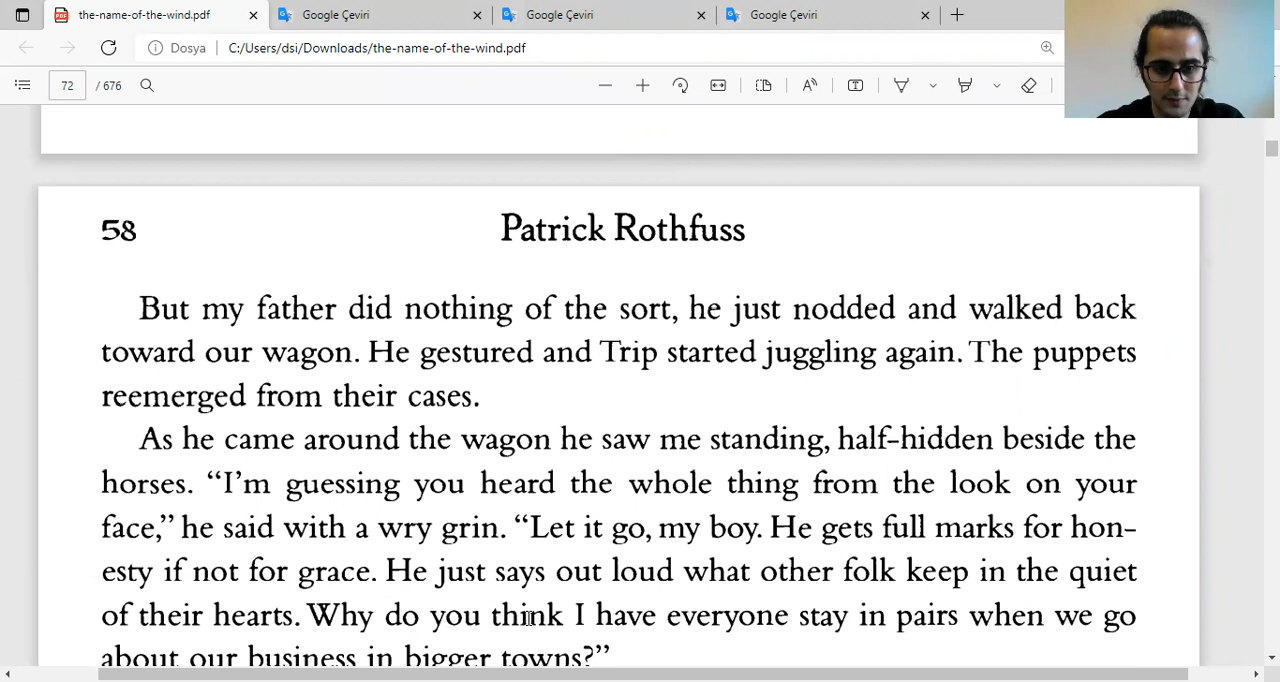 the-name-of-the-wind.pdf
Google Çeviri
Google Çeviri
Google Çeviri
Dosya
C:/Users/dsi/Downloads/the-name-of-the-wind.pdf
72 / 676
58
Patrick Rothfuss
But my father did nothing of the sort, he just nodded and walked back
toward our wagon. He gestured and Trip started juggling again. The puppets
reemerged from their cases.
As he came around the wagon he saw me standing, half-hidden beside the
horses. “I’m guessing you heard the whole thing from the look on your
face,” he said with a wry grin. “Let it go, my boy. He gets full marks for hon-
esty if not for grace. He just says out loud what other folk keep in the quiet
of their hearts. Why do you think I have everyone stay in pairs when we go
about our business in bigger towns?”